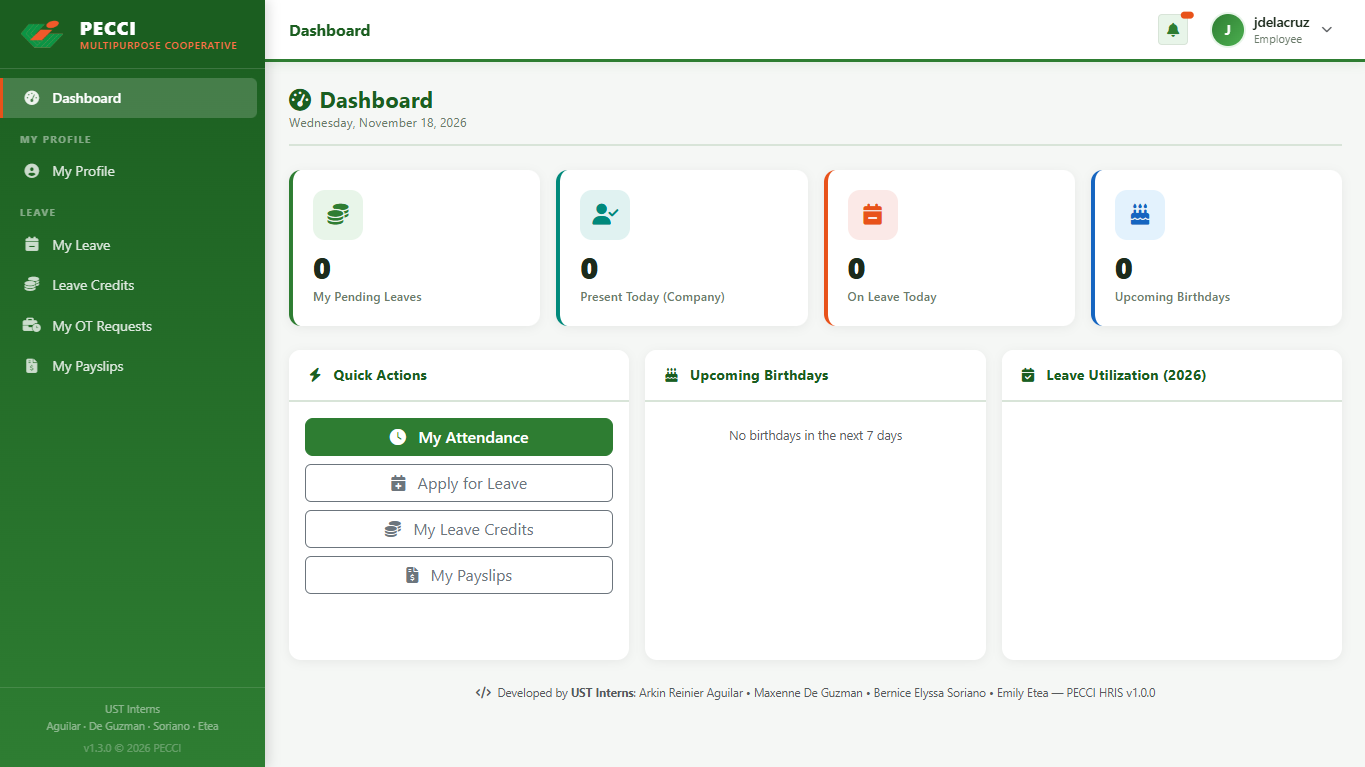 PECCI
MULTIPURPOSE COOPERATIVE
Dashboard
MY PROFILE
My Profile
LEAVE
My Leave
Leave Credits
My OT Requests
My Payslips
UST Interns
Aguilar · De Guzman · Soriano · Etea
v1.3.0 © 2026 PECCI
Dashboard
J
jdelacruz
Employee
Dashboard
Wednesday, November 18, 2026
0
My Pending Leaves
0
Present Today (Company)
0
On Leave Today
0
Upcoming Birthdays
Quick Actions
My Attendance
Apply for Leave
My Leave Credits
My Payslips
Upcoming Birthdays
No birthdays in the next 7 days
Leave Utilization (2026)
Developed by UST Interns: Arkin Reinier Aguilar • Maxenne De Guzman • Bernice Elyssa Soriano • Emily Etea — PECCI HRIS v1.0.0